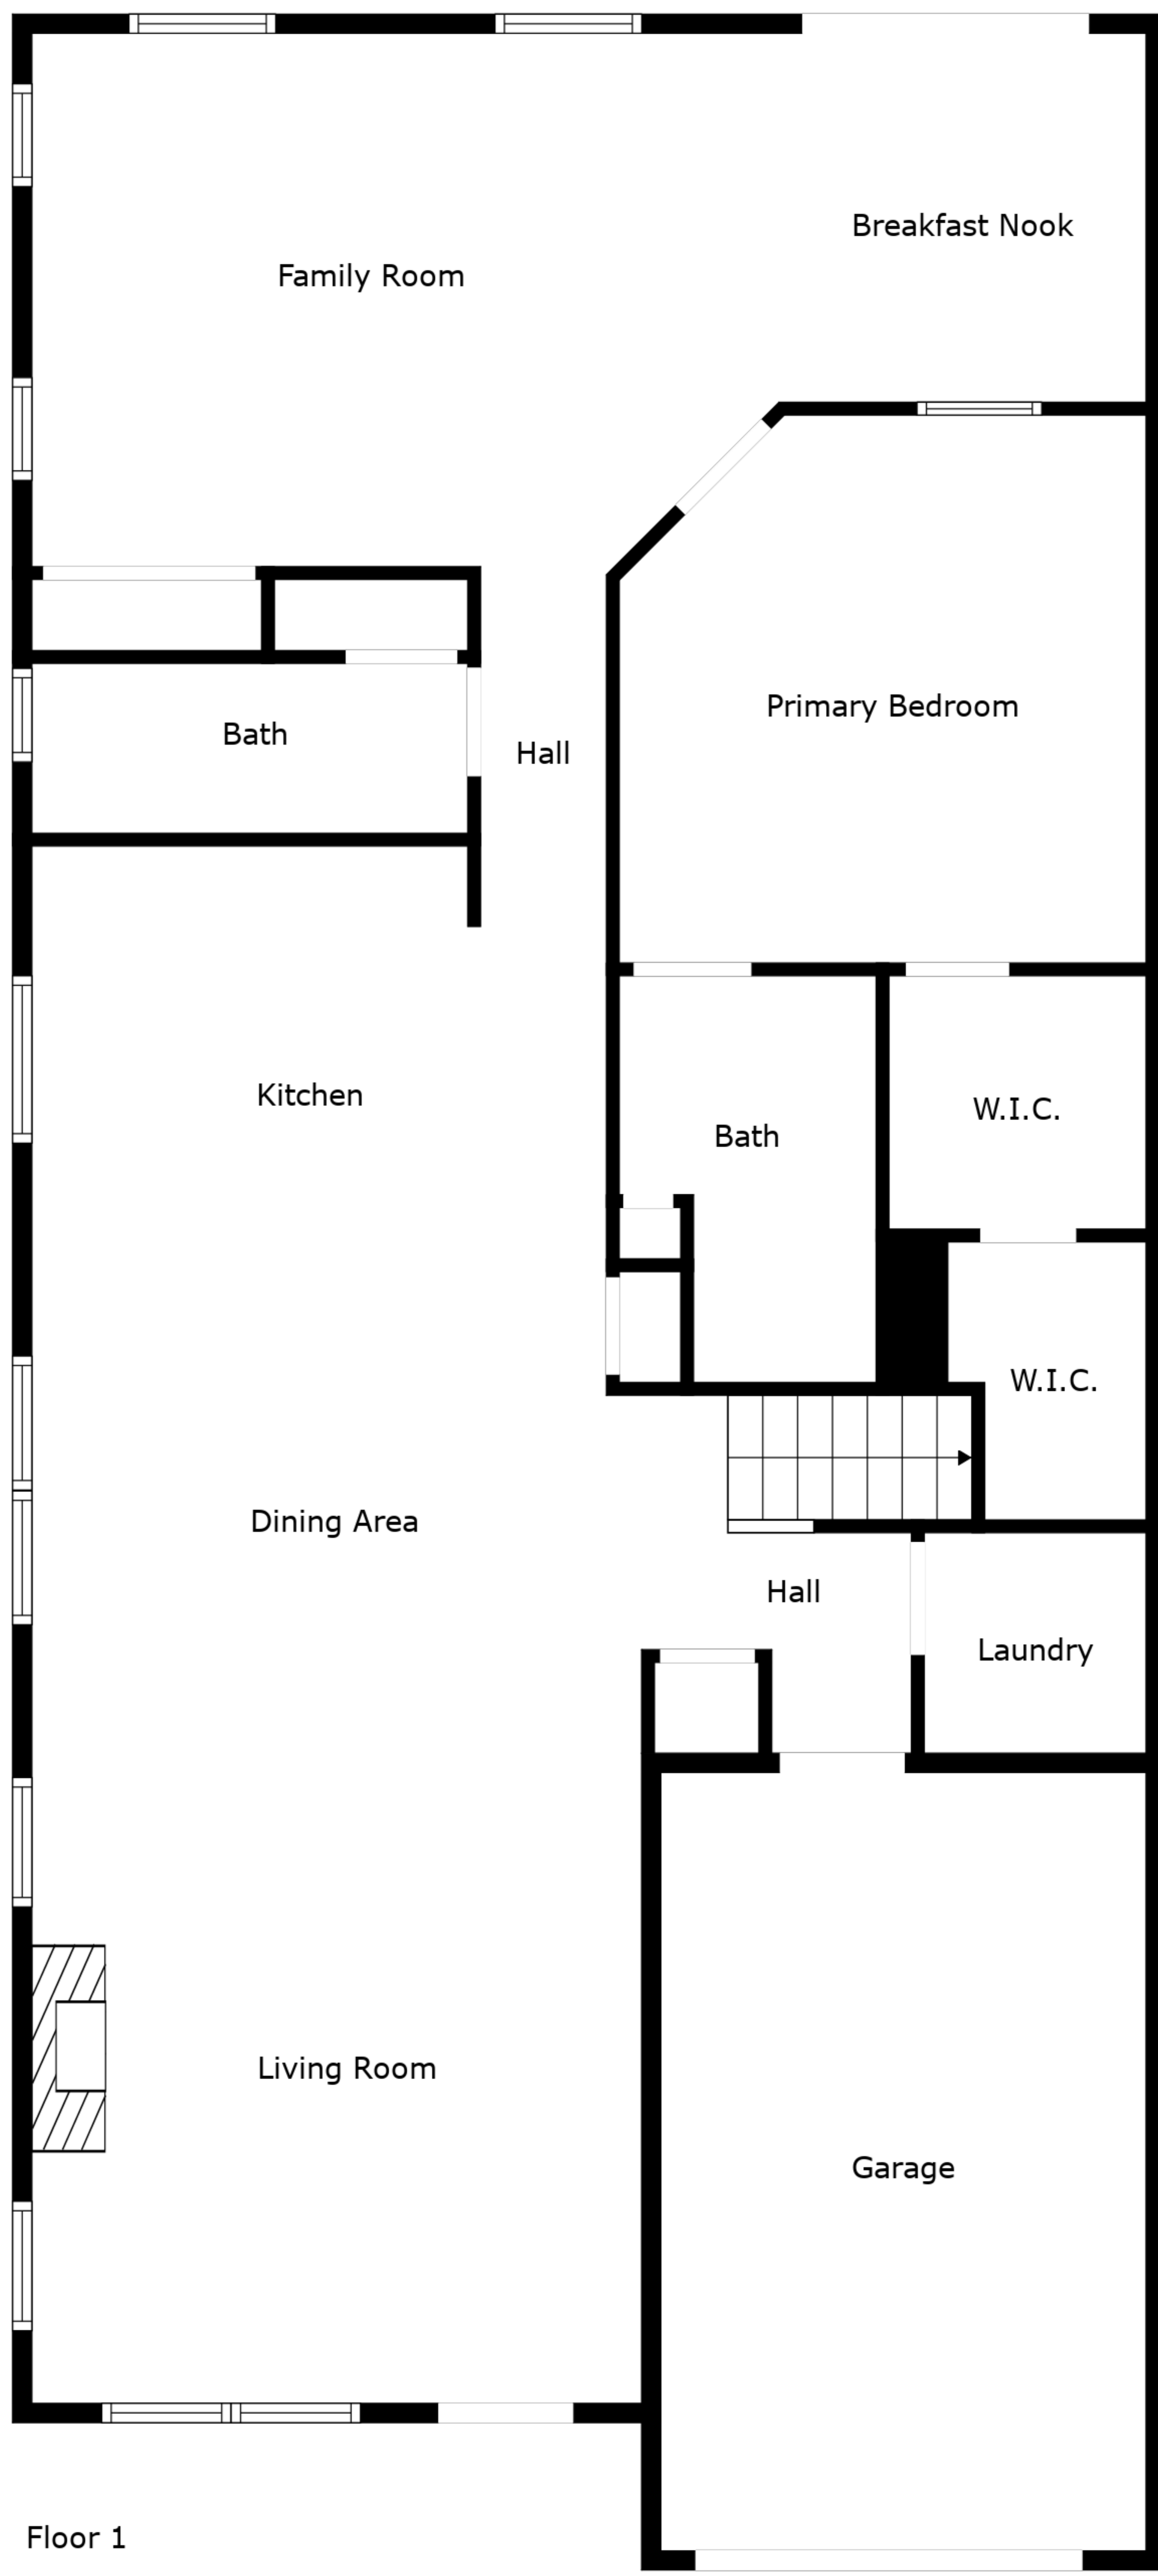 Breakfast Nook
Family Room
Primary Bedroom
Bath
Hall
Kitchen
W.I.C.
Bath
W.I.C.
Dining Area
Hall
Laundry
Living Room
Garage
Floor 1